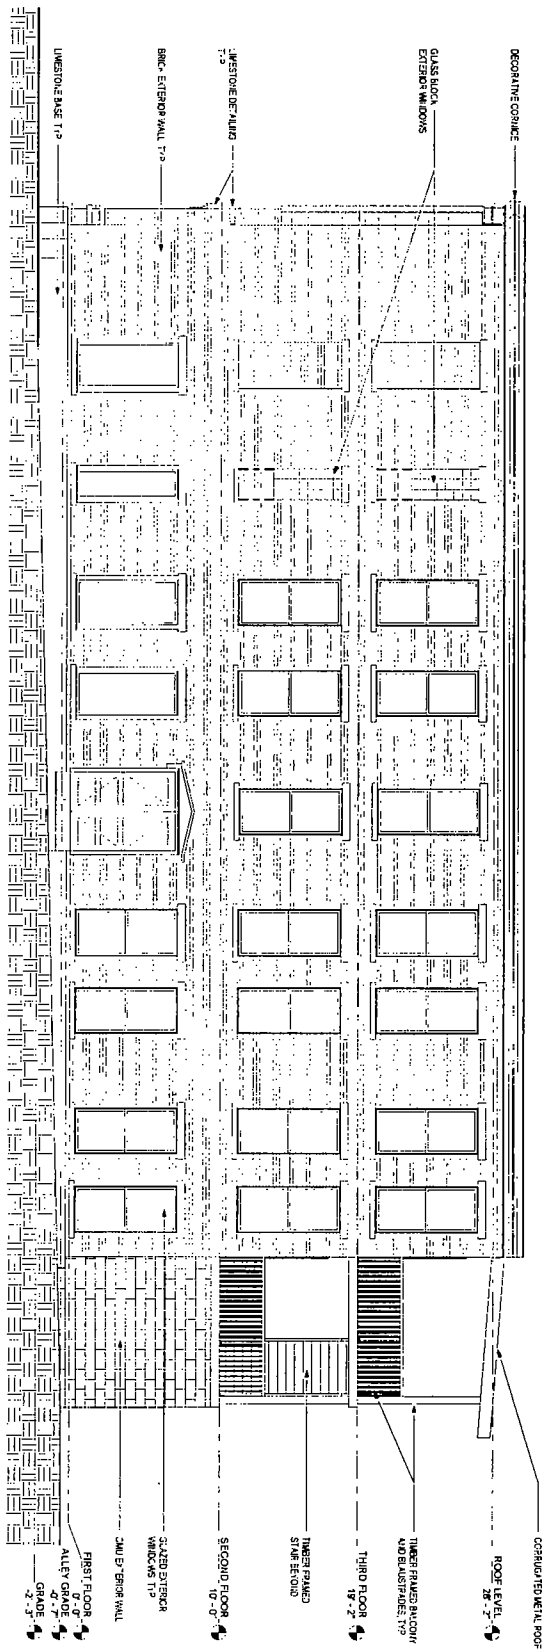 DECORATIVE CORNICE
GLASS BLOCK
EXTERIOR WINDOWS
LIMESTONE DETAILING
TYP
BRICK EXTERIOR WALL TYP
LIMESTONE BASE TYP
CORRUGATED METAL ROOF
ROOF LEVEL
28' - 2"
TIMBER FRAMED BALCONY
AND BLAUSTRADES, TYP
THIRD FLOOR
19' - 2"
TIMBER FRAMED
STAIR BEYOND
SECOND FLOOR
10' - 0"
GLAZED EXTERIOR
WINDOWS TYP
CMU EXTERIOR WALL
FIRST FLOOR
0' - 0"
ALLEY GRADE
-0' - 7"
GRADE
-2' - 3"